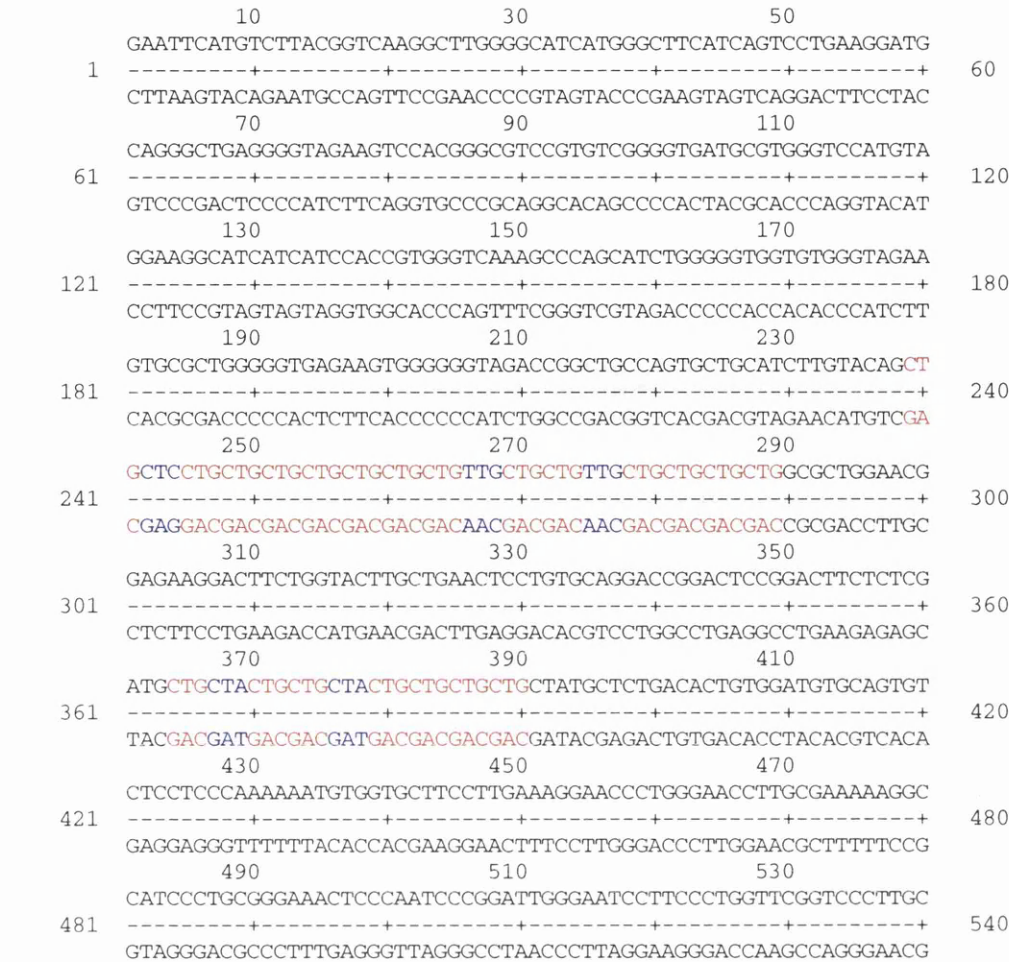 10 30 50
GAATTCATGTCTTACGGTCAAGGCTTGGGGCATCATGGGCTTCATCAGTCCTGAAGGATG
1 ---------+---------+---------+---------+---------+---------+ 60
CTTAAGTACAGAATGCCAGTTCCGAACCCCGTAGTACCCGAAGTAGTCAGGACTTCCTAC
70 90 110
CAGGGCTGAGGGGTAGAAGTCCACGGGCGTCCGTGTCGGGGTGATGCGTGGGTCCATGTA
61 ---------+---------+---------+---------+---------+---------+ 120
GTCCCGACTCCCCATCTTCAGGTGCCCGCAGGCACAGCCCCACTACGCACCCAGGTACAT
130 150 170
GGAAGGCATCATCATCCACCGTGGGTCAAAGCCCAGCATCTGGGGGTGGTGTGGGTAGAA
121 ---------+---------+---------+---------+---------+---------+ 180
CCTTCCGTAGTAGTAGGTGGCACCCAGTTTCGGGTCGTAGACCCCCACCACACCCATCTT
190 210 230
GTGCGCTGGGGGTGAGAAGTGGGGGGTAGACCGGCTGCCAGTGCTGCATCTTGTACAGCT
181 ---------+---------+---------+---------+---------+---------+ 240
CACGCGACCCCCACTCTTCACCCCCCATCTGGCCGACGGTCACGACGTAGAACATGTCGA
250 270 290
GCTCCTGCTGCTGCTGCTGCTGCTGTTGCTGCTGTTGCTGCTGCTGCTGGCGCTGGAACG
241 ---------+---------+---------+---------+---------+---------+ 300
CGAGGACGACGACGACGACGACGACAACGACGACAACGACGACGACGACCGCGACCTTGC
310 330 350
GAGAAGGACTTCTGGTACTTGCTGAACTCCTGTGCAGGACCGGACTCCGGACTTCTCTCG
301 ---------+---------+---------+---------+---------+---------+ 360
CTCTTCCTGAAGACCATGAACGACTTGAGGACACGTCCTGGCCTGAGGCCTGAAGAGAGC
370 390 410
ATGCTGCTACTGCTGCTACTGCTGCTGCTGCTATGCTCTGACACTGTGGATGTGCAGTGT
361 ---------+---------+---------+---------+---------+---------+ 420
TACGACGATGACGACGATGACGACGACGACGATACGAGACTGTGACACCTACACGTCACA
430 450 470
CTCCTCCCAAAAAATGTGGTGCTTCCTTGAAAGGAACCCTGGGAACCTTGCGAAAAAGGC
421 ---------+---------+---------+---------+---------+---------+ 480
GAGGAGGGTTTTTTACACCACGAAGGAACTTTCCTTGGGACCCTTGGAACGCTTTTTCCG
490 510 530
CATCCCTGCGGGAAACTCCCAATCCCGGATTGGGAATCCTTCCCTGGTTCGGTCCCTTGC
481 ---------+---------+---------+---------+---------+---------+ 540
GTAGGGACGCCCTTTGAGGGTTAGGGCCTAACCCTTAGGAAGGGACCAAGCCAGGGAACG